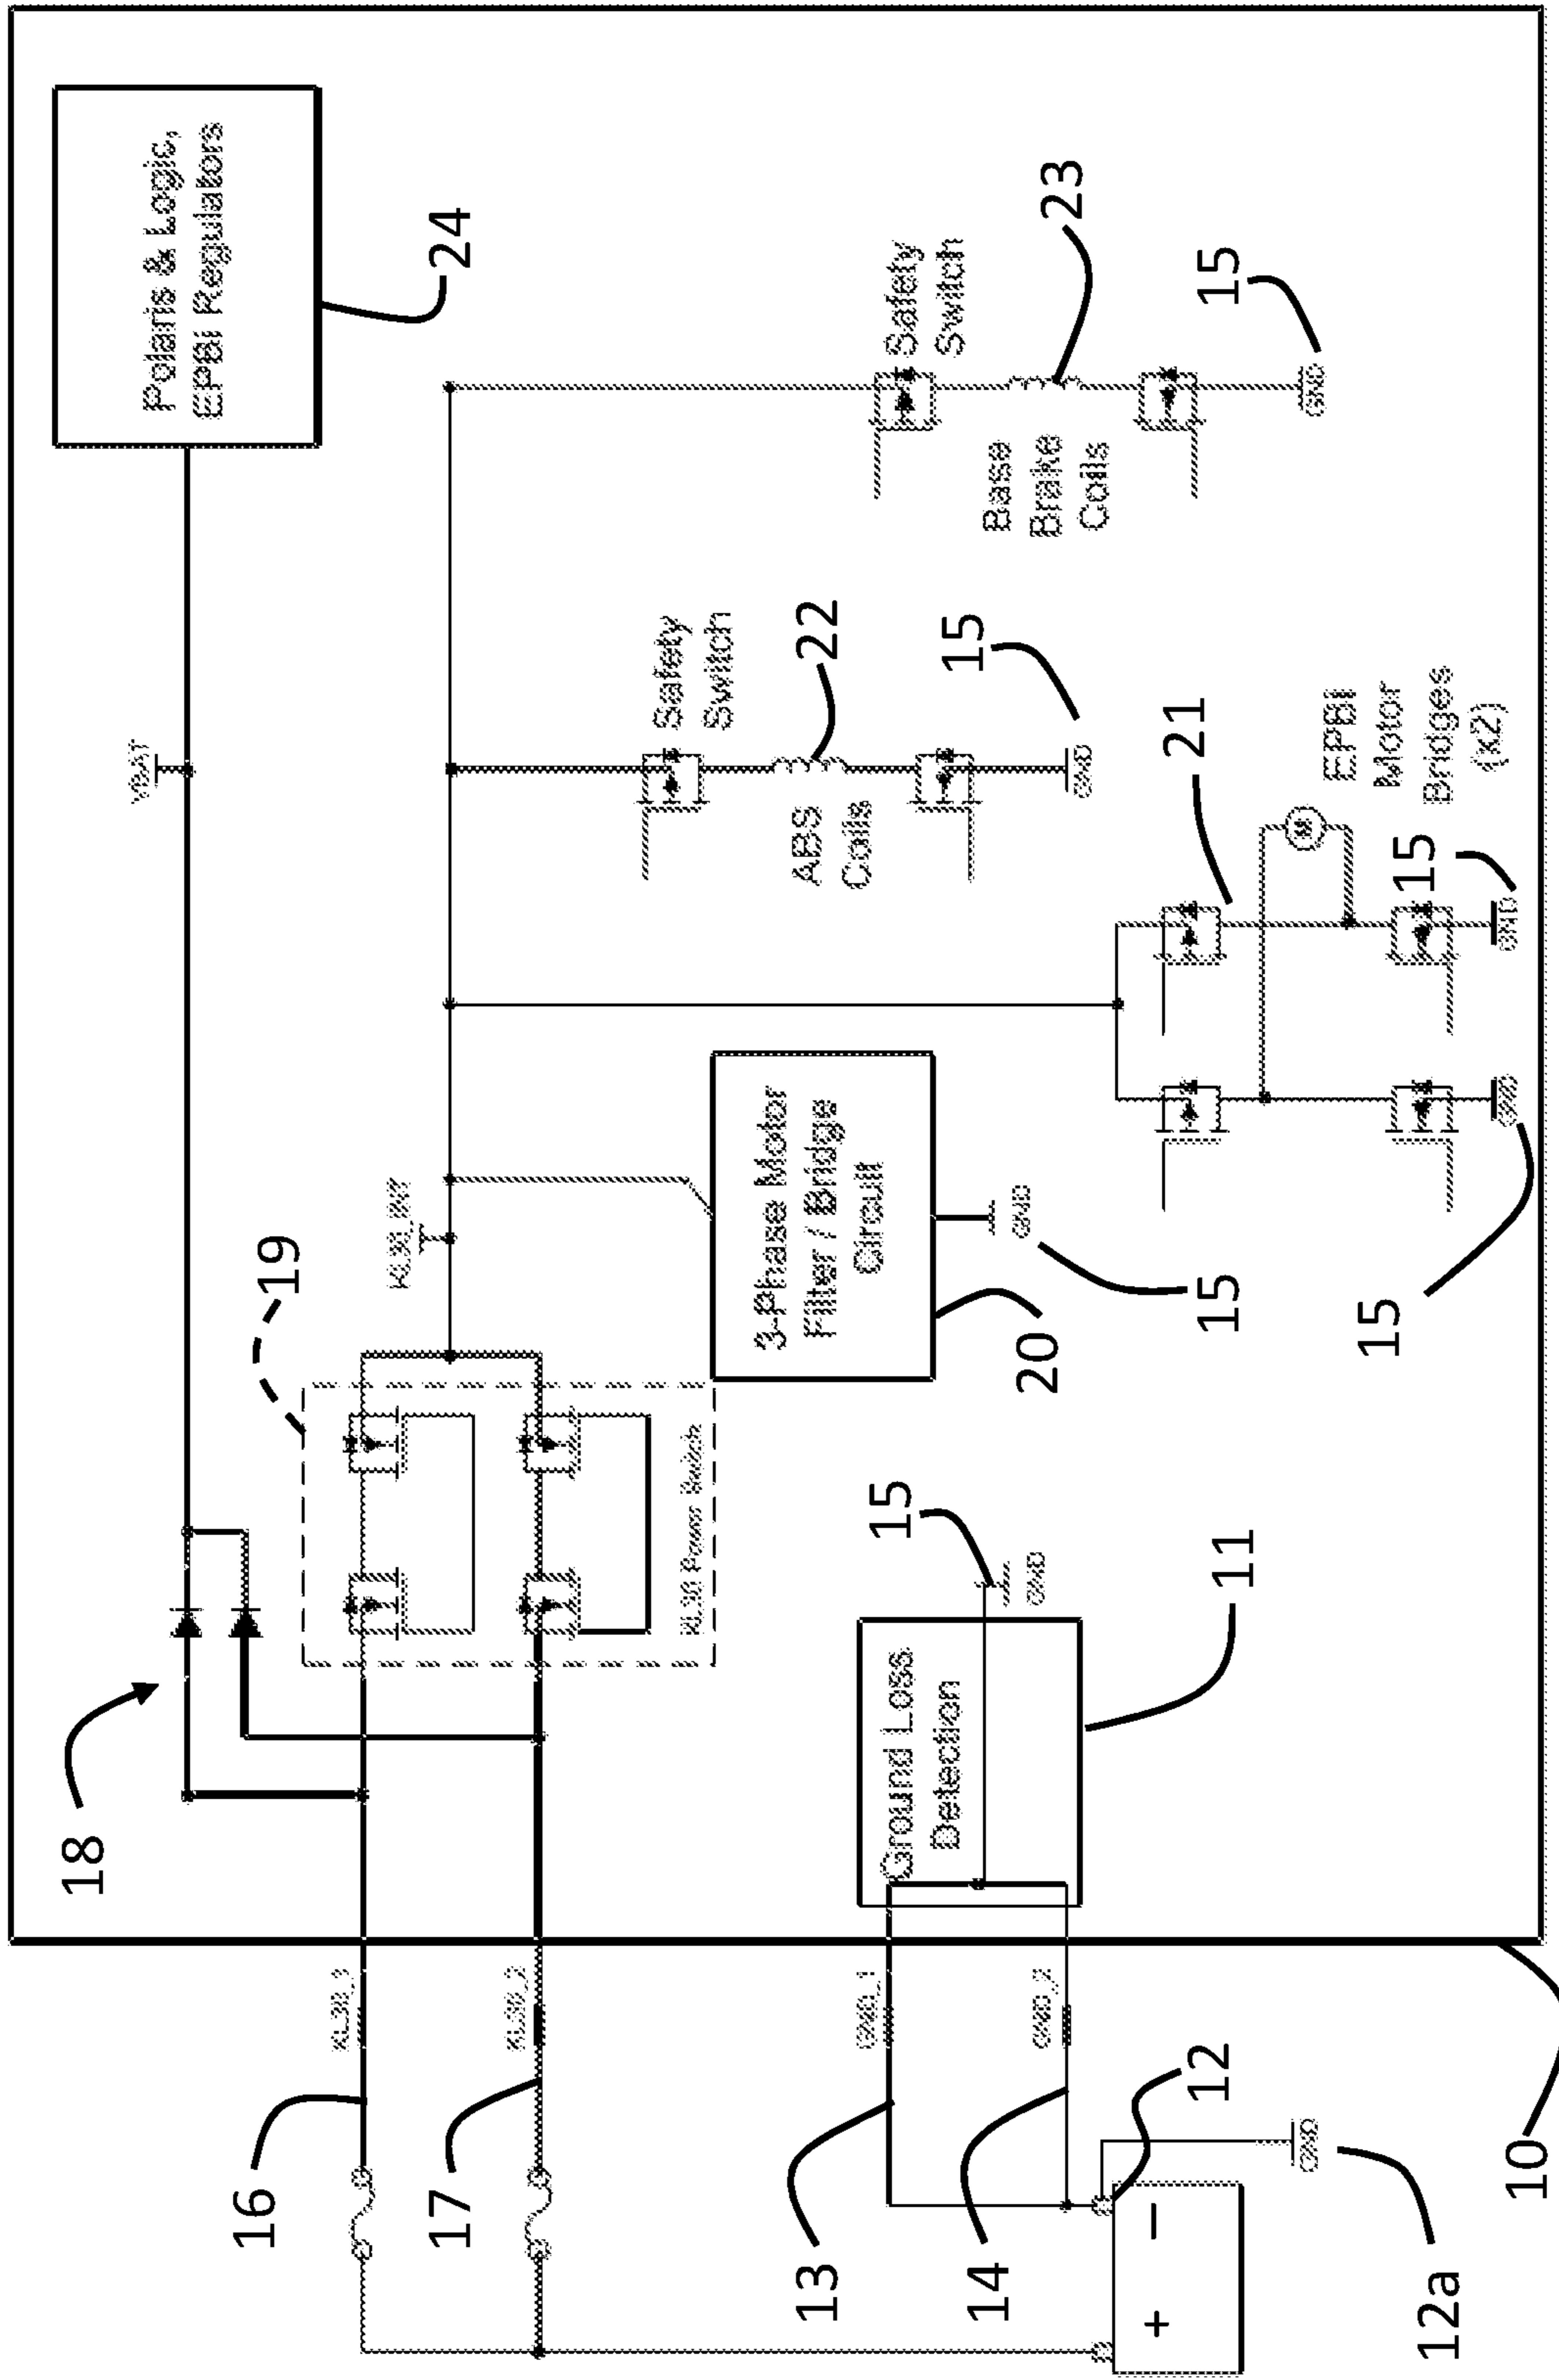 Polaris & Logic,
EPBi Regulators
24
VBAT
18
19
KL30_INT
KL30 Power Switch
16
KL30_1
17
KL30_2
Safety
Switch
23
Base
Brake
Coils
15
GND
Safety
Switch
22
ABS
Coils
15
GND
21
EPBi
Motor
Bridges
(x2)
M
15
GND
GND
15
3-Phase Motor
Filter / Bridge
Circuit
20
GND
15
Ground Loss
Detection
15
GND
11
13
GND_1
14
GND_2
12
+
−
GND
12a
10